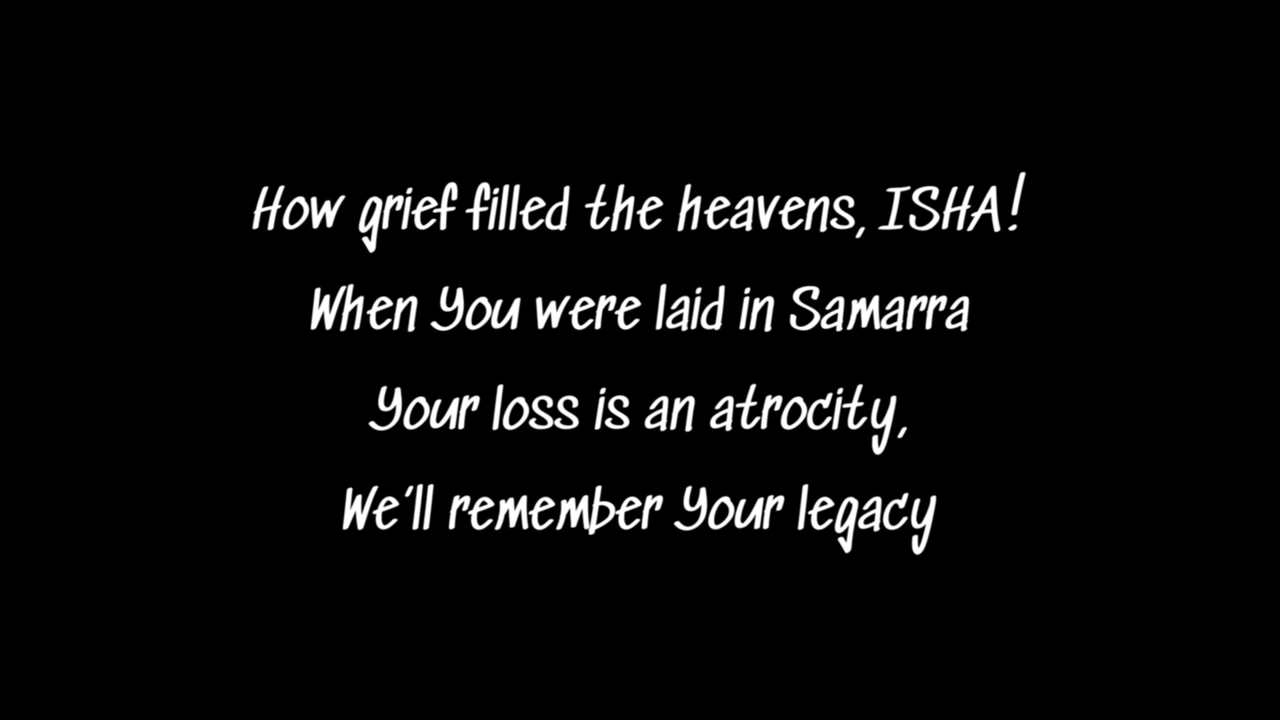 How grief filled the heavens, ISHA!
When You were laid in Samarra
Your loss is an atrocity,
We'll remember Your legacy